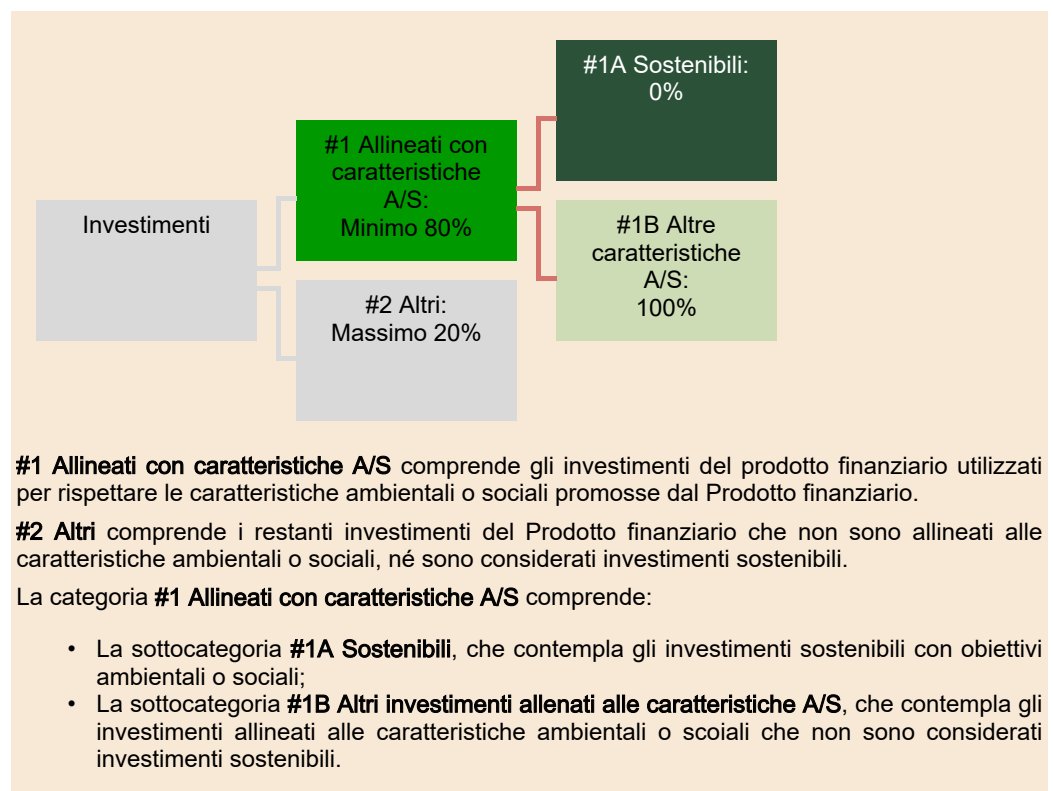 #1A Sostenibili:
0%
#1 Allineati con
caratteristiche
A/S:
Minimo 80%
Investimenti
#1B Altre
caratteristiche
A/S:
100%
#2 Altri:
Massimo 20%
#1 Allineati con caratteristiche A/S comprende gli investimenti del prodotto finanziario utilizzati
per rispettare le caratteristiche ambientali o sociali promosse dal Prodotto finanziario.
#2 Altri comprende i restanti investimenti del Prodotto finanziario che non sono allineati alle
caratteristiche ambientali o sociali, né sono considerati investimenti sostenibili.
La categoria #1 Allineati con caratteristiche A/S comprende:
• La sottocategoria #1A Sostenibili, che contempla gli investimenti sostenibili con obiettivi
ambientali o sociali;
• La sottocategoria #1B Altri investimenti allenati alle caratteristiche A/S, che contempla gli
investimenti allineati alle caratteristiche ambientali o scoiali che non sono considerati
investimenti sostenibili.